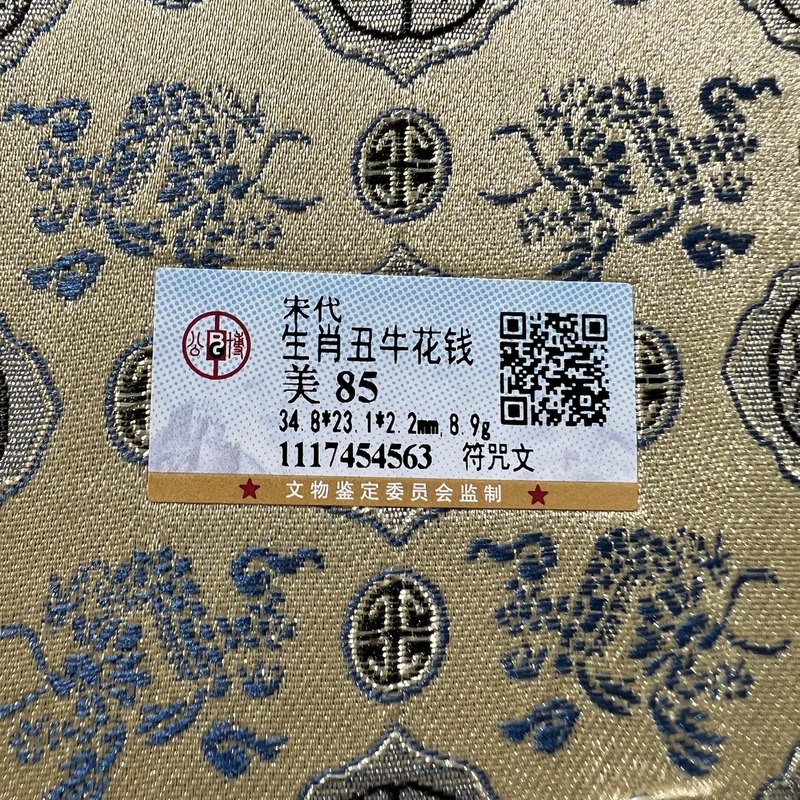 宋代
生肖丑牛花钱
美 85
34.8*23.1*2.2mm,8.9g
1117454563 符咒文
公博
文物鉴定委员会监制